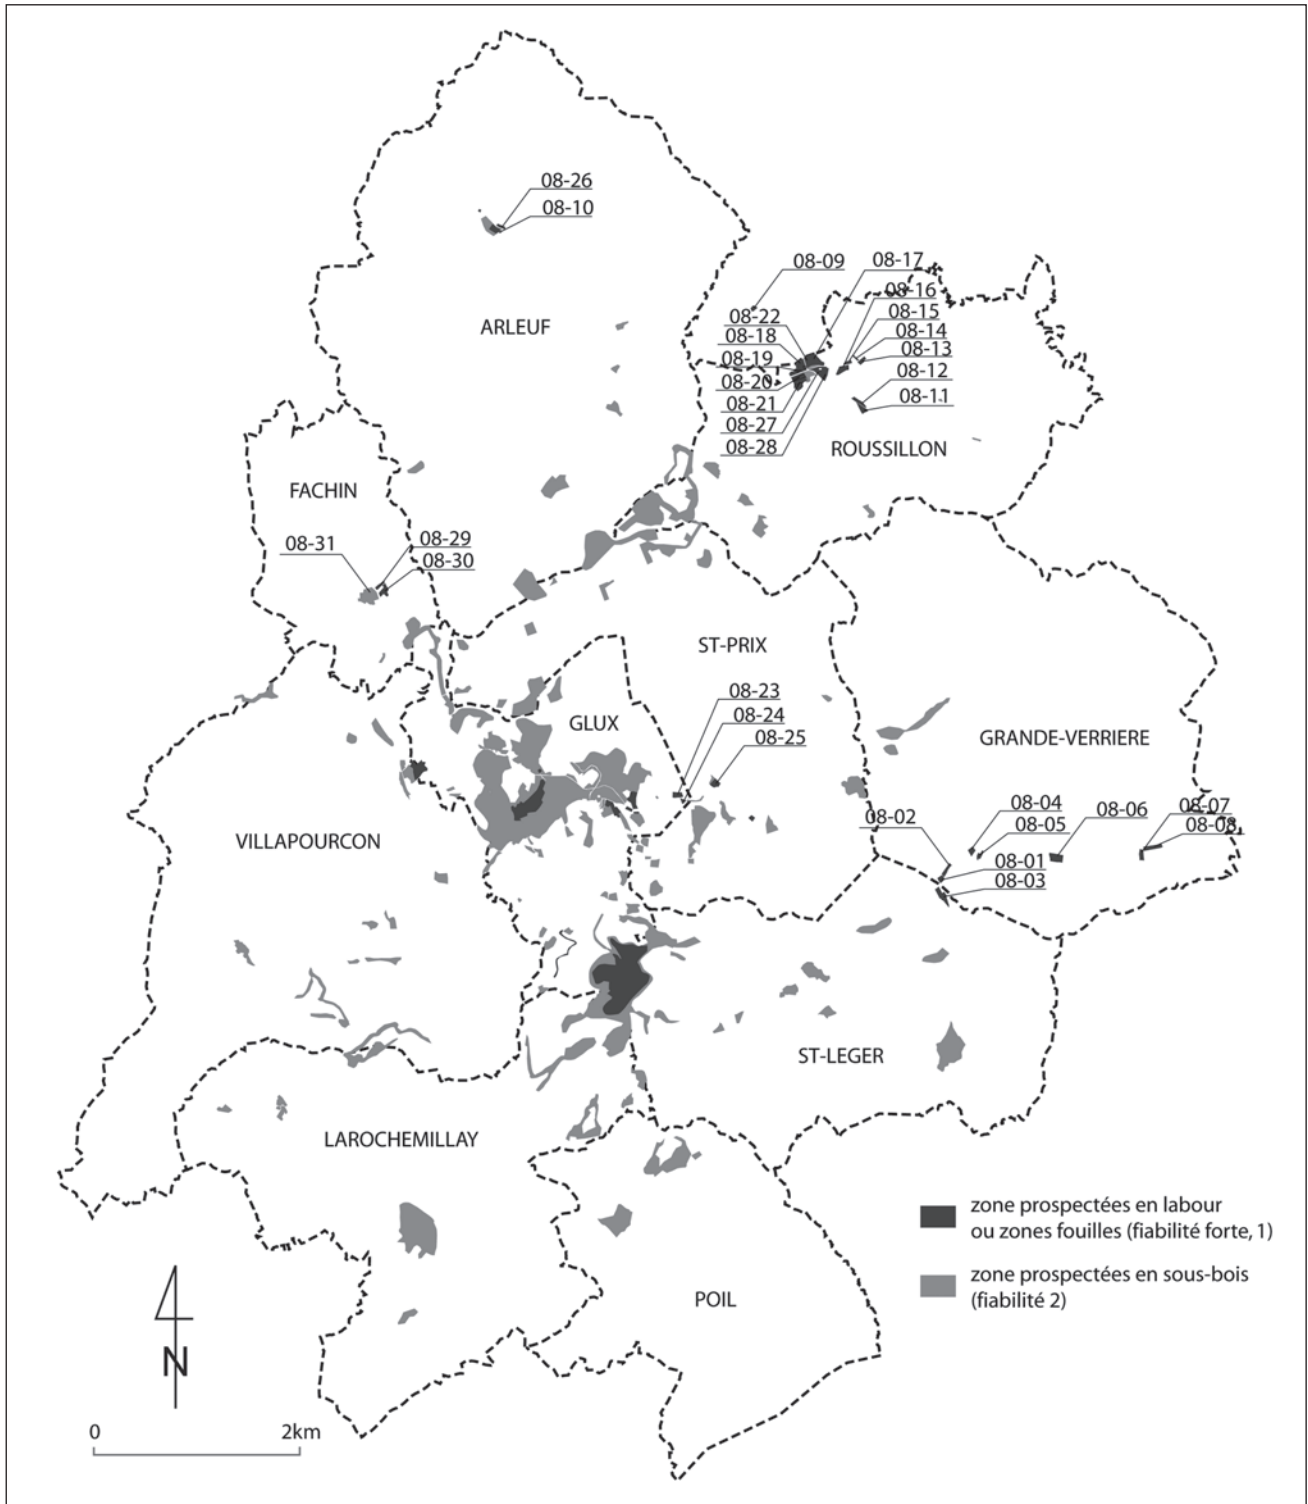 08-26
08-10
ARLEUF
08-09
08-17
08-16
08-22
08-15
08-18
08-14
08-19
08-13
08-20
08-12
08-21
08-11
08-27
08-28
ROUSSILLON
FACHIN
08-31
08-29
08-30
ST-PRIX
08-23
08-24
08-25
GLUX
GRANDE-VERRIERE
08-02
08-04
08-05
08-06
08-07
08-08
08-01
08-03
VILLAPOURCON
ST-LEGER
LAROCHEMILLAY
POIL
zone prospectées en labour
ou zones fouilles (fiabilité forte, 1)
zone prospectées en sous-bois
(fiabilité 2)
N
0 2km